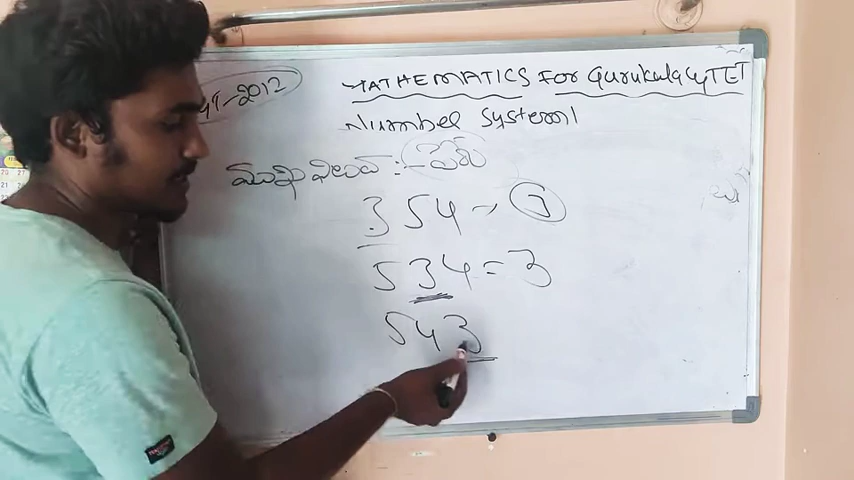 -2012
MATHEMATICS For Gurukula, TET
Number System
ముఖ విలువ :-
354 → 3
534 = 3
543